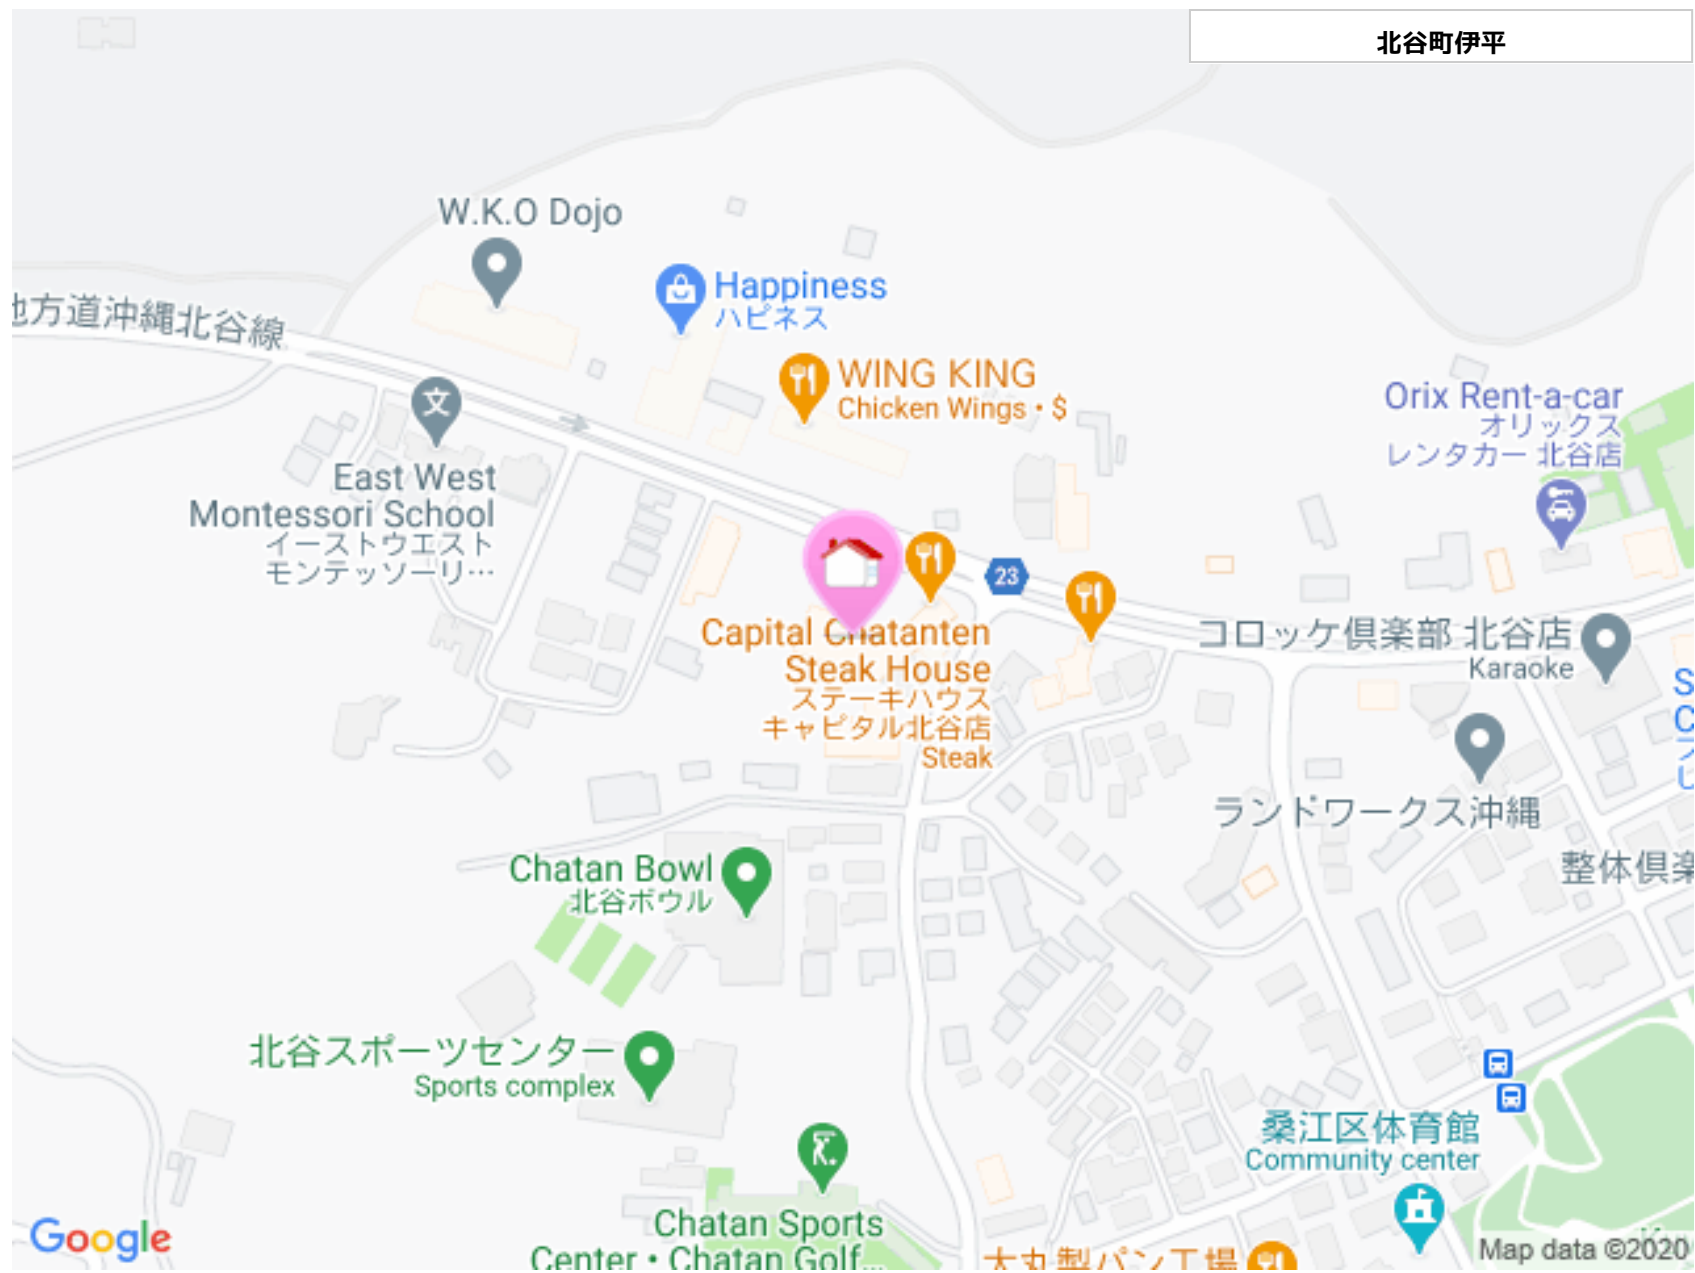 北谷町伊平
W.K.O Dojo
地方道沖縄北谷線
Happiness
ハピネス
WING KING
Chicken Wings • $
Orix Rent-a-car
オリックス
レンタカー 北谷店
East West
Montessori School
イーストウエスト
モンテッソーリ…
23
Capital Chatanten
Steak House
ステーキハウス
キャピタル北谷店
Steak
コロッケ倶楽部 北谷店
Karaoke
ランドワークス沖縄
整体倶楽
Chatan Bowl
北谷ボウル
北谷スポーツセンター
Sports complex
桑江区体育館
Community center
Chatan Sports
Center • Chatan Golf...
大丸製パン工場
Google
Map data ©2020